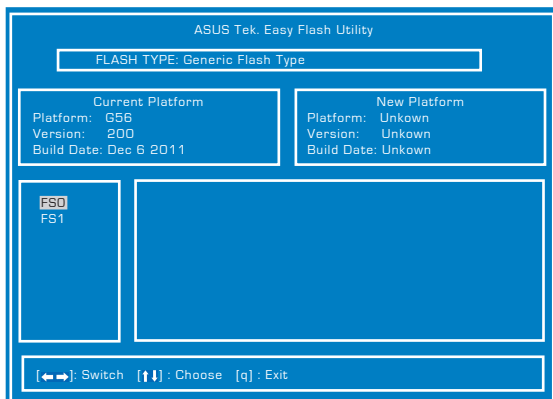 ASUS Tek. Easy Flash Utility
FLASH TYPE: Generic Flash Type
Current Platform
Platform: G56
Version: 200
Build Date: Dec 6 2011
New Platform
Platform: Unkown
Version: Unkown
Build Date: Unkown
FS0
FS1
[←→]: Switch [↑↓] : Choose [q] : Exit